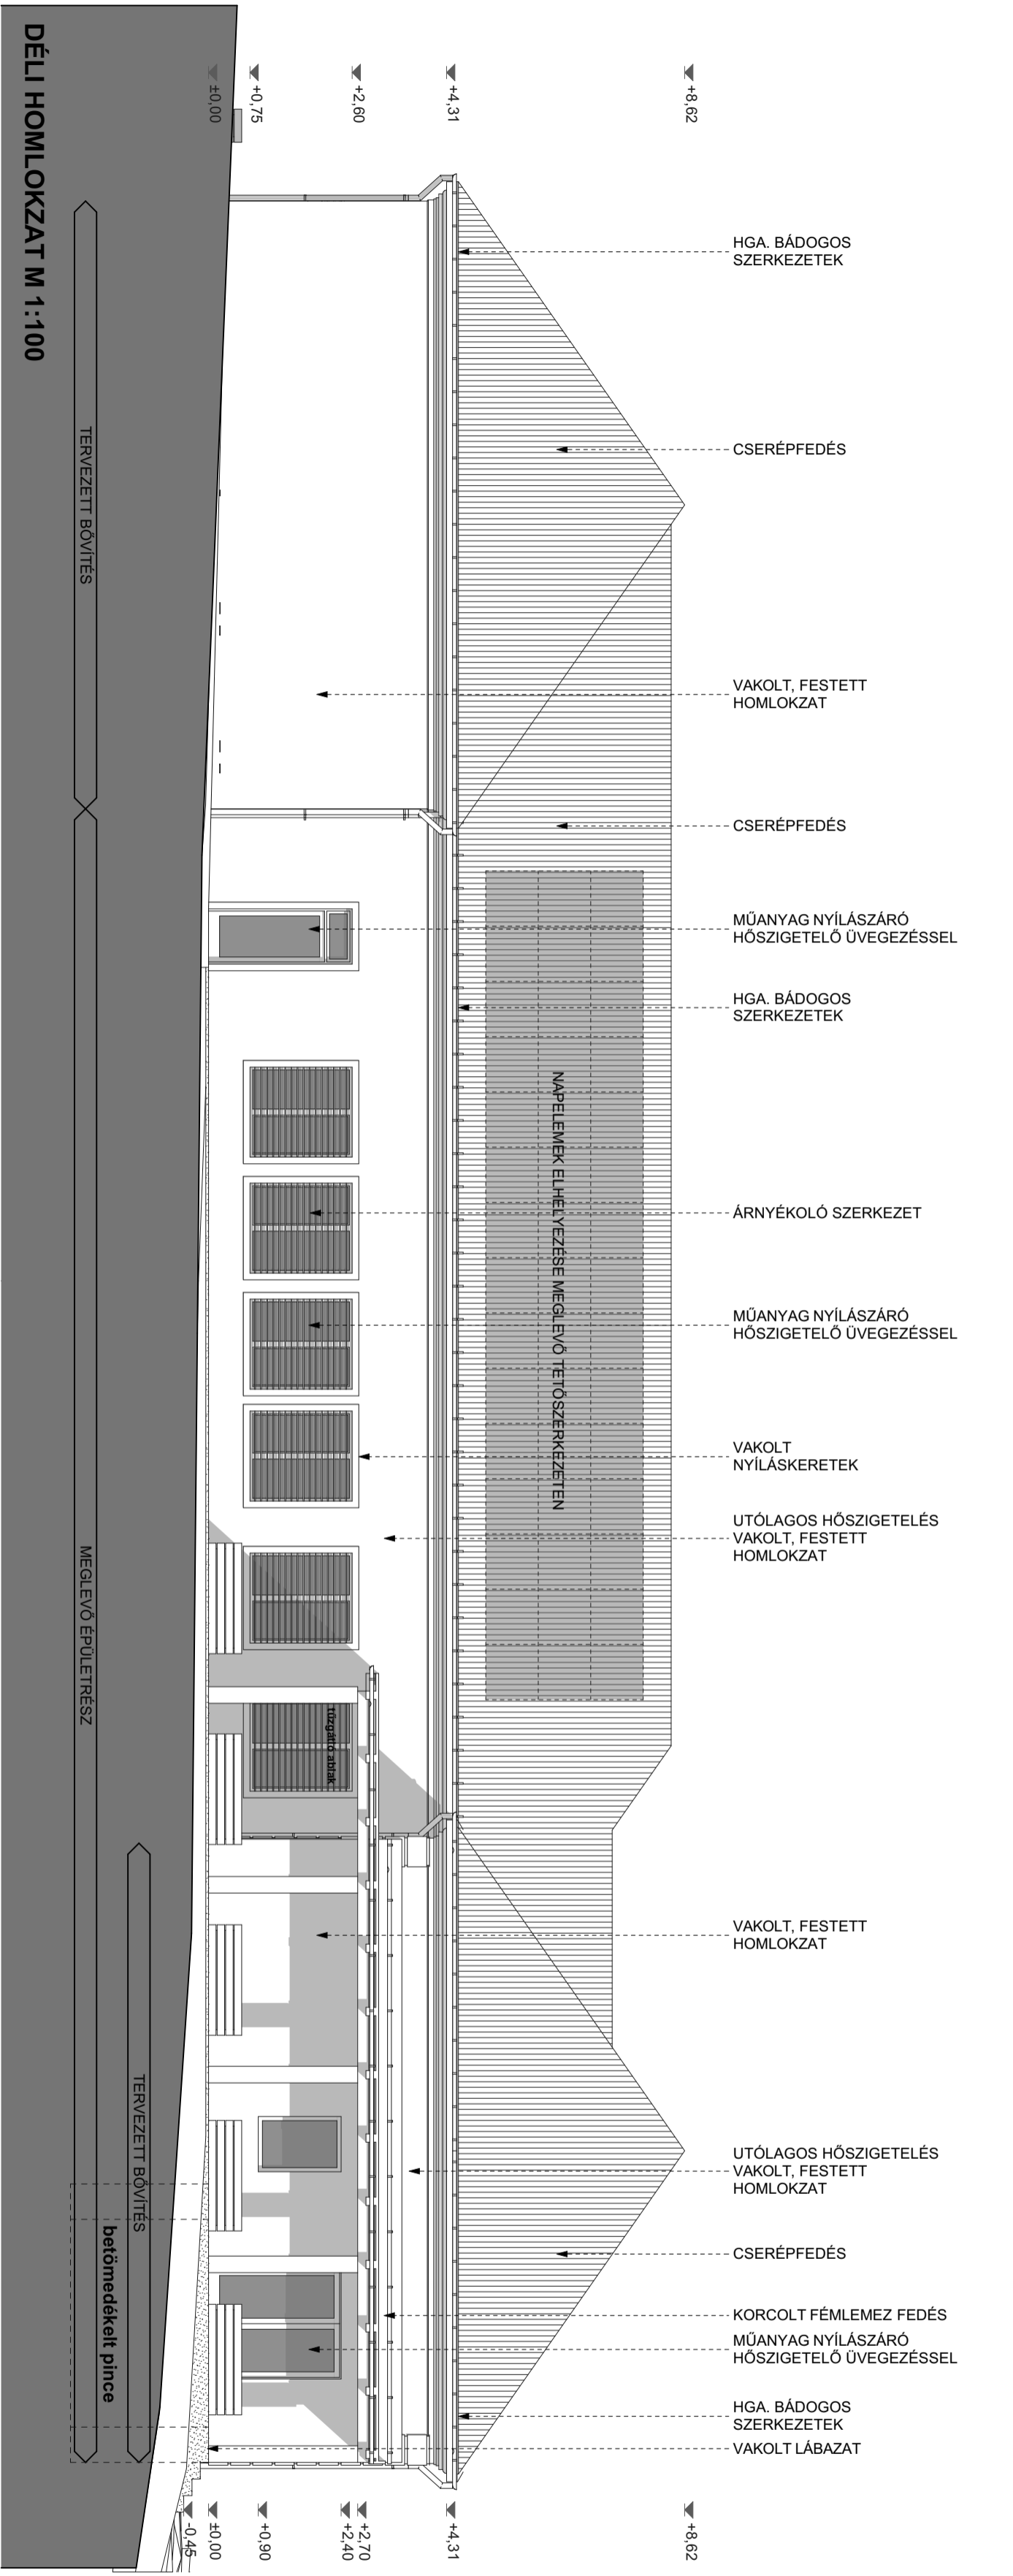 DÉLI HOMLOKZAT M 1:100
±0,00
+0,75
+2,60
+4,31
+8,62
HGA. BÁDOGOS
SZERKEZETEK
CSERÉPFEDÉS
VAKOLT, FESTETT
HOMLOKZAT
CSERÉPFEDÉS
MŰANYAG NYÍLÁSZÁRÓ
HŐSZIGETELŐ ÜVEGEZÉSSEL
HGA. BÁDOGOS
SZERKEZETEK
ÁRNYÉKOLÓ SZERKEZET
MŰANYAG NYÍLÁSZÁRÓ
HŐSZIGETELŐ ÜVEGEZÉSSEL
VAKOLT
NYÍLÁSKERETEK
UTÓLAGOS HŐSZIGETELÉS
VAKOLT, FESTETT
HOMLOKZAT
VAKOLT, FESTETT
HOMLOKZAT
UTÓLAGOS HŐSZIGETELÉS
VAKOLT, FESTETT
HOMLOKZAT
CSERÉPFEDÉS
KORCOLT FÉMLEMEZ FEDÉS
MŰANYAG NYÍLÁSZÁRÓ
HŐSZIGETELŐ ÜVEGEZÉSSEL
HGA. BÁDOGOS
SZERKEZETEK
VAKOLT LÁBAZAT
NAPELEMEK ELHELYEZÉSE MEGLEVŐ TETŐSZERKEZETEN
tűzgátló ablak
TERVEZETT BŐVÍTÉS
MEGLEVŐ ÉPÜLETRÉSZ
TERVEZETT BŐVÍTÉS
betömedékelt pince
-0,45
±0,00
+0,90
+2,40
+2,70
+4,31
+8,62